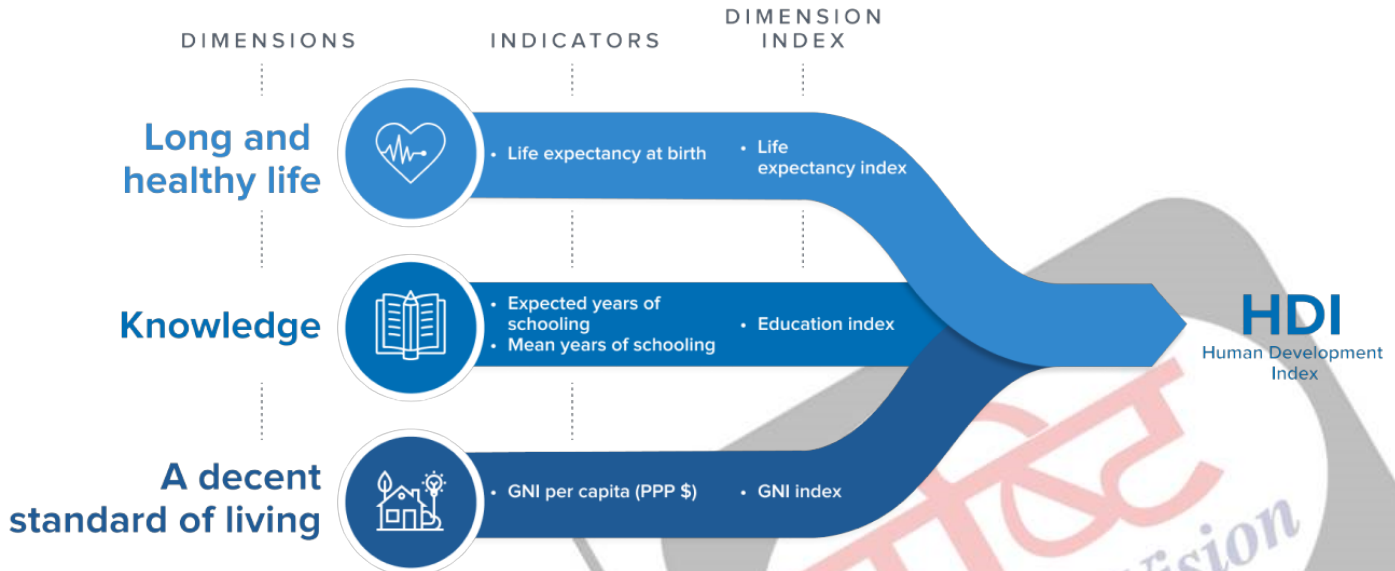 DIMENSIONS
INDICATORS
DIMENSION
INDEX
Long and
healthy life
• Life expectancy at birth
• Life
expectancy index
Knowledge
• Expected years of
schooling
• Mean years of schooling
• Education index
A decent
standard of living
• GNI per capita (PPP $)
• GNI index
HDI
Human Development
Index
Vision